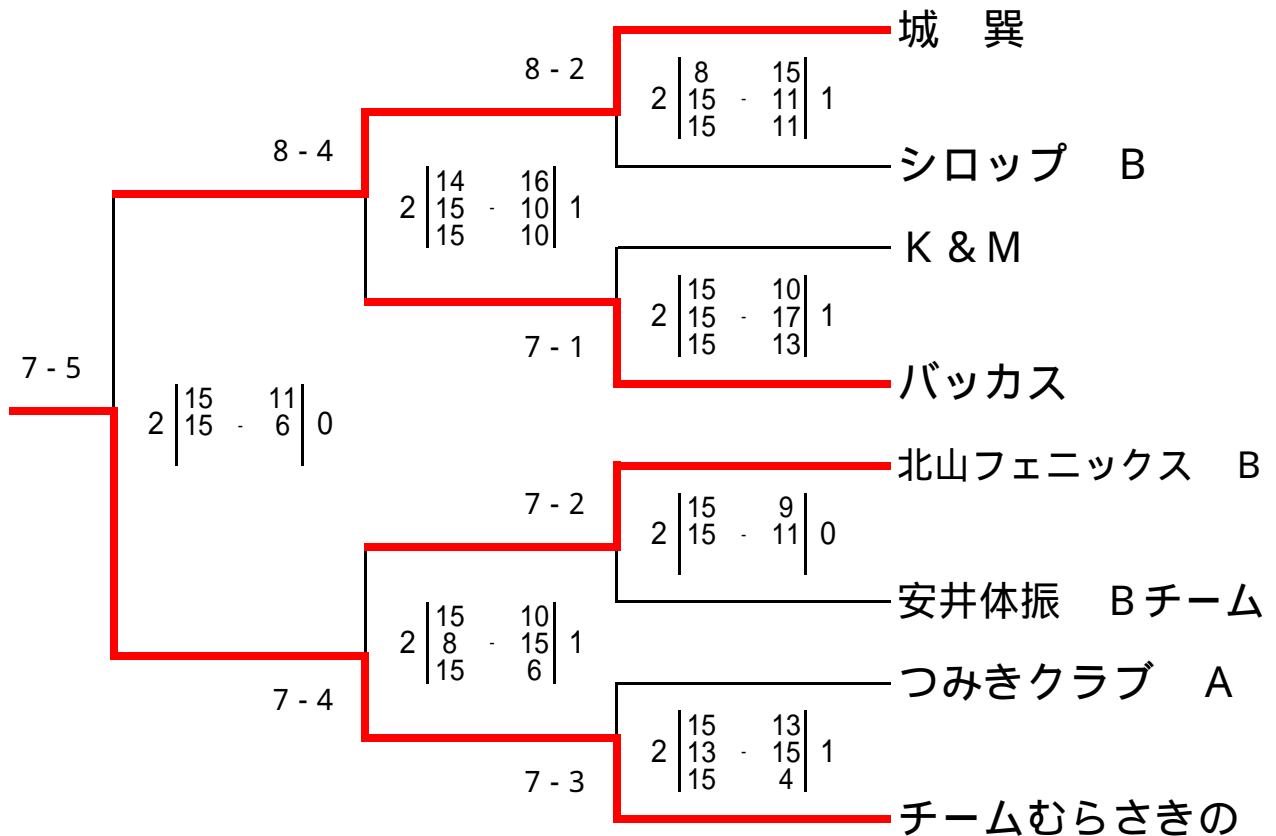 城　巽
8 - 2
2 8 - 15 1
15 11
15 11
シロップ　B
8 - 4
2 14 - 16 1
15 10
15 10
K & M
2 15 - 10 1
15 17
15 13
7 - 1
バッカス
7 - 5
2 15 - 11 0
15 6
北山フェニックス　B
7 - 2
2 15 - 9 0
15 11
安井体振　Bチーム
2 15 - 10 1
8 15
15 6
7 - 4
つみきクラブ　A
2 15 - 13 1
13 15
15 4
7 - 3
チームむらさきの